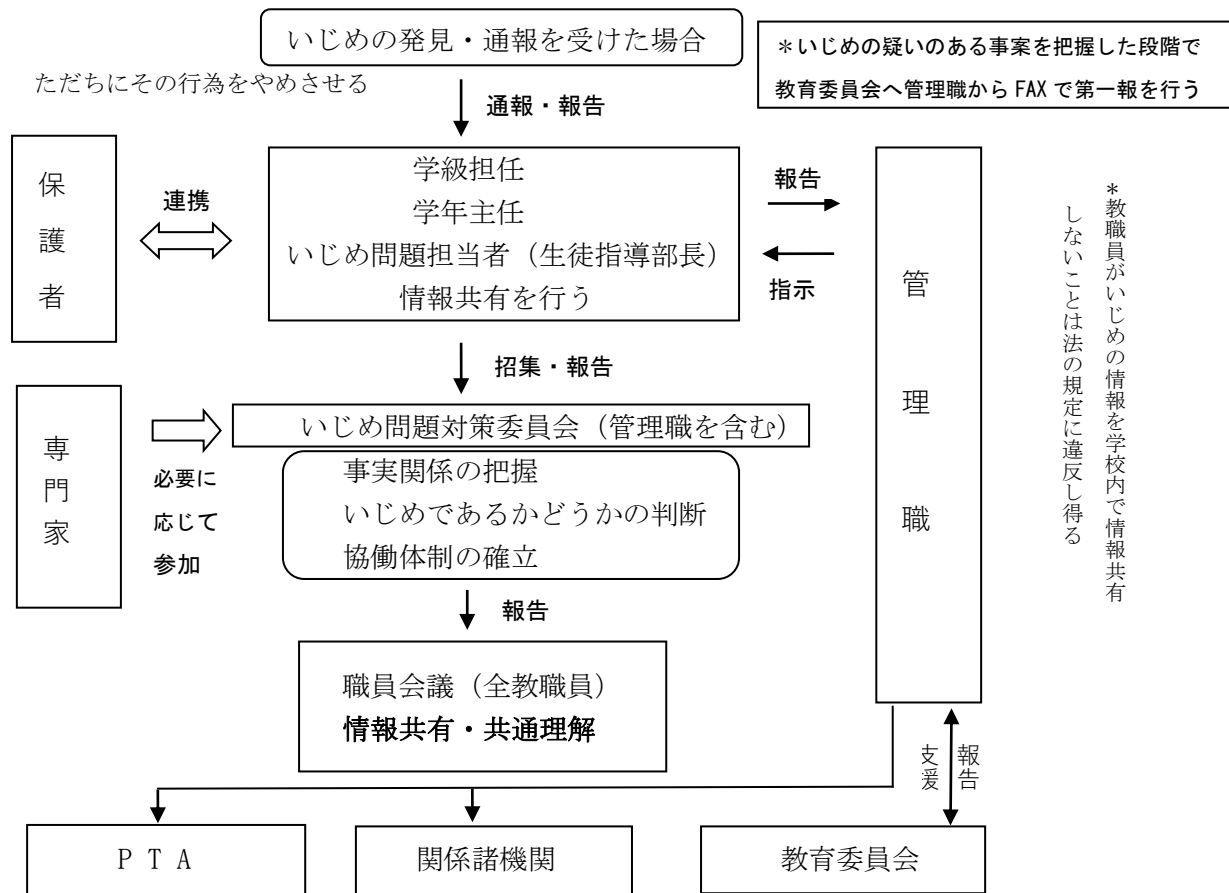 いじめの発見・通報を受けた場合
＊いじめの疑いのある事案を把握した段階で
教育委員会へ管理職から FAX で第一報を行う
ただちにその行為をやめさせる
通報・報告
保護者
連携
学級担任
学年主任
いじめ問題担当者（生徒指導部長）
情報共有を行う
報告
指示
管理職
＊教職員がいじめの情報を学校内で情報共有
しないことは法の規定に違反し得る
招集・報告
専門家
必要に
応じて
参加
いじめ問題対策委員会（管理職を含む）
事実関係の把握
いじめであるかどうかの判断
協働体制の確立
報告
職員会議（全教職員）
情報共有・共通理解
支援
報告
ＰＴＡ
関係諸機関
教育委員会